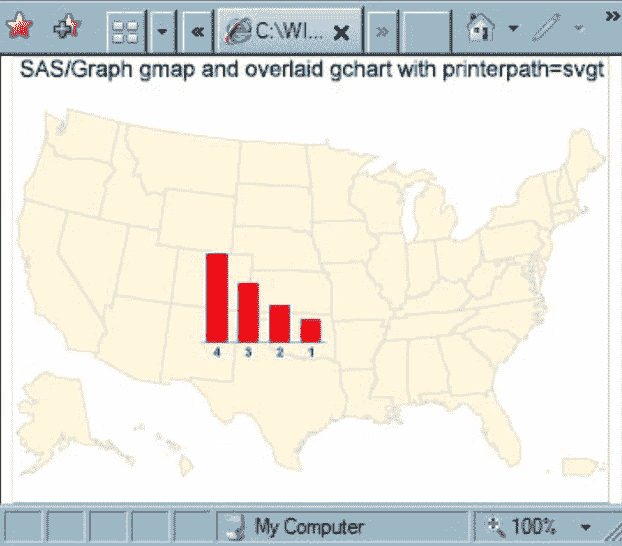 C:\WI...
SAS/Graph gmap and overlaid gchart with printerpath=svgt
4 3 2 1
My Computer
100%